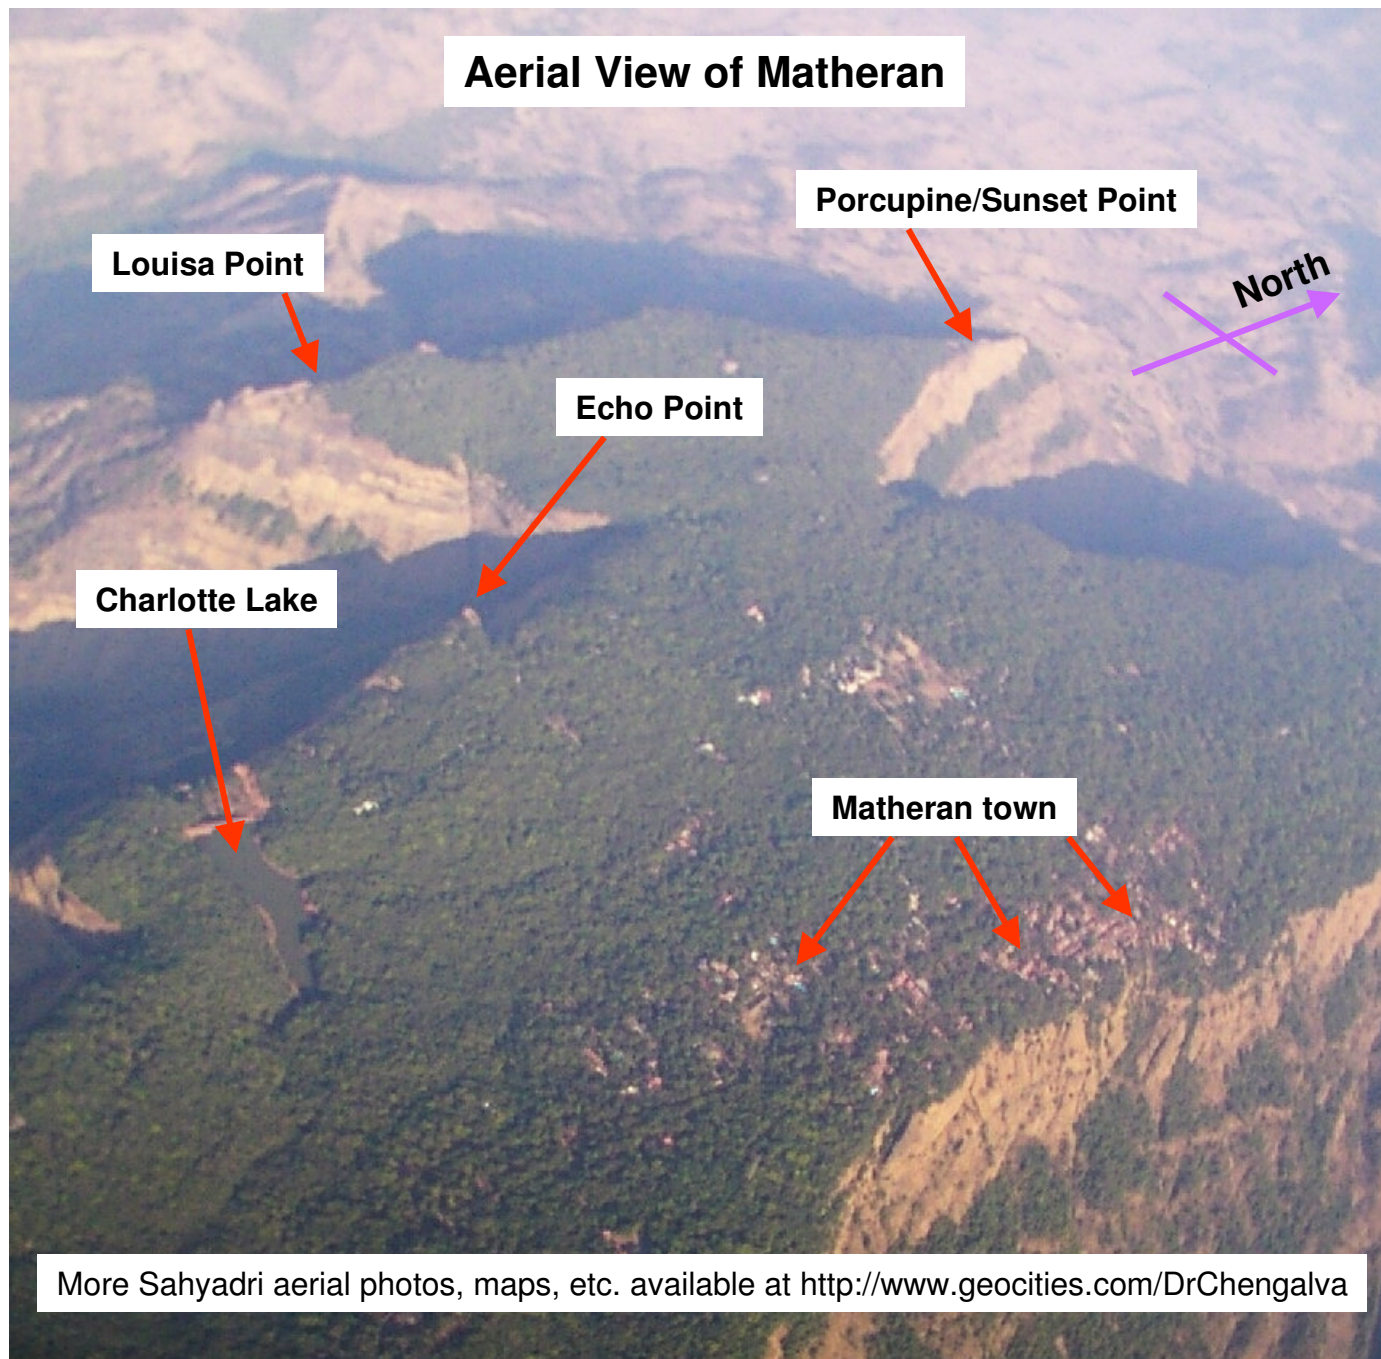 Aerial View of Matheran
Porcupine/Sunset Point
Louisa Point
North
Echo Point
Charlotte Lake
Matheran town
More Sahyadri aerial photos, maps, etc. available at http://www.geocities.com/DrChengalva